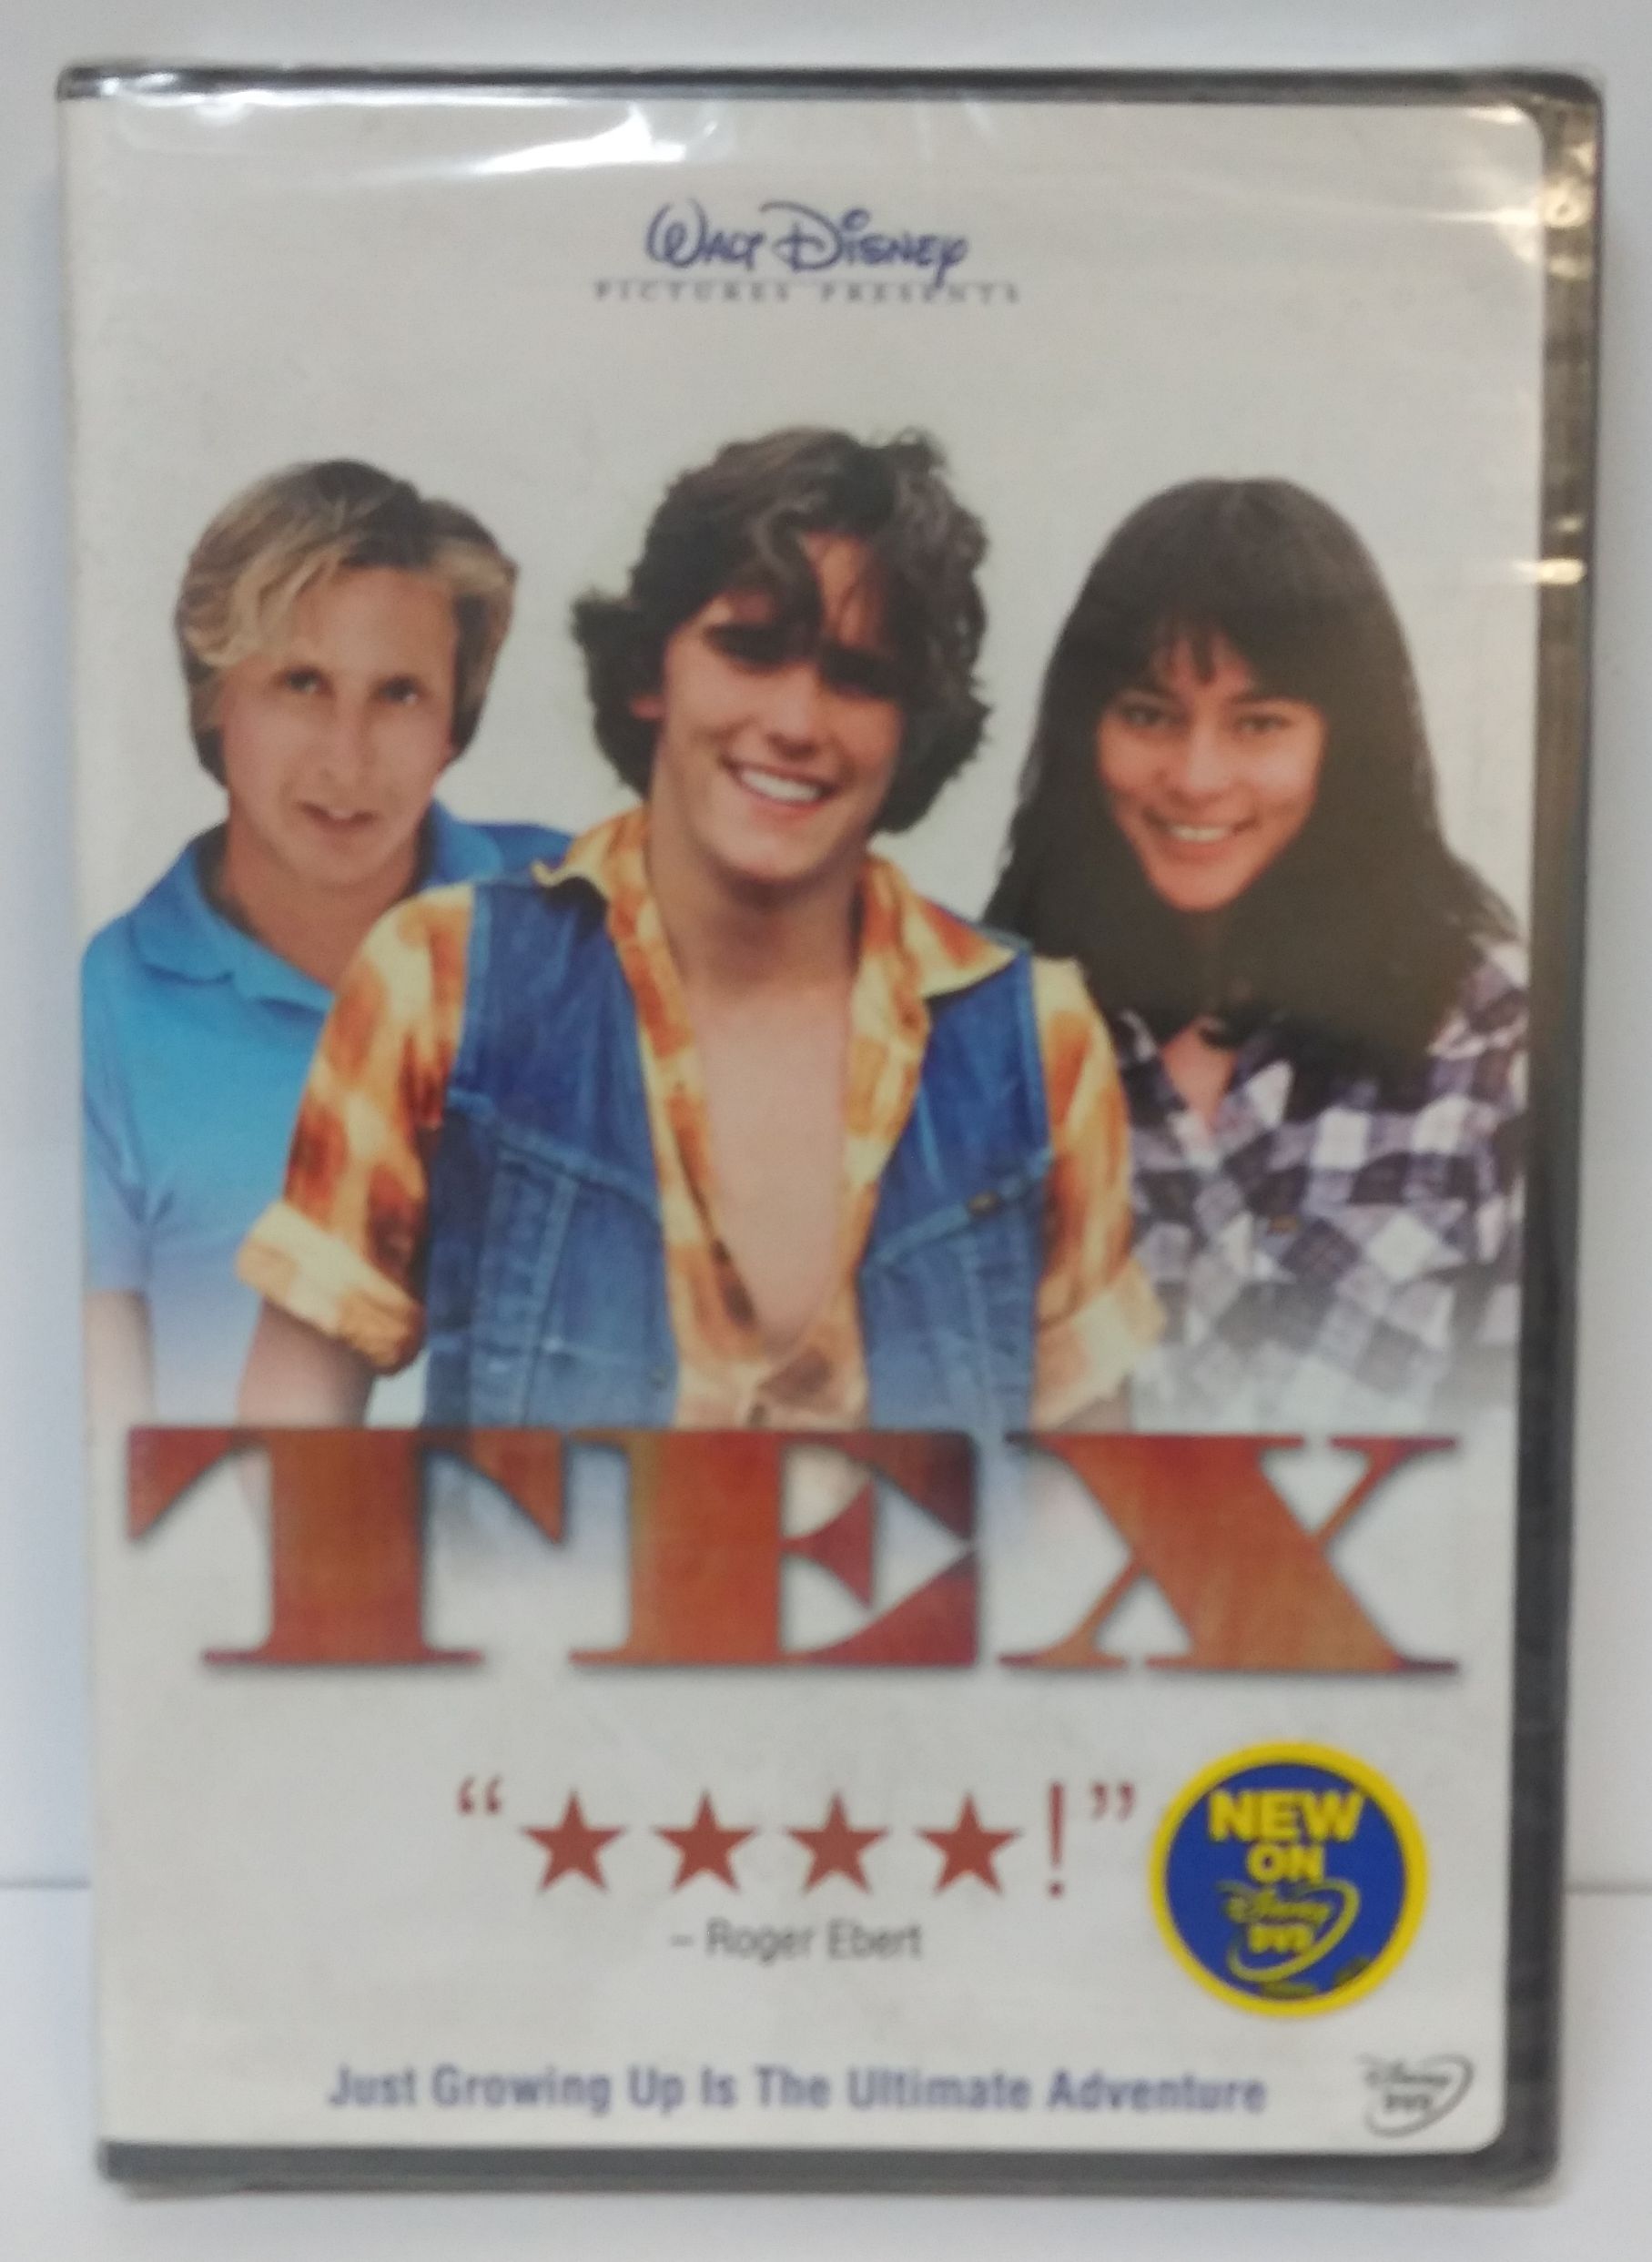 WALT DISNEY
PICTURES PRESENTS
TEX
“★★★★!”
– Roger Ebert
NEW
ON
Disney
DVD
Just Growing Up Is The Ultimate Adventure
Disney
DVD